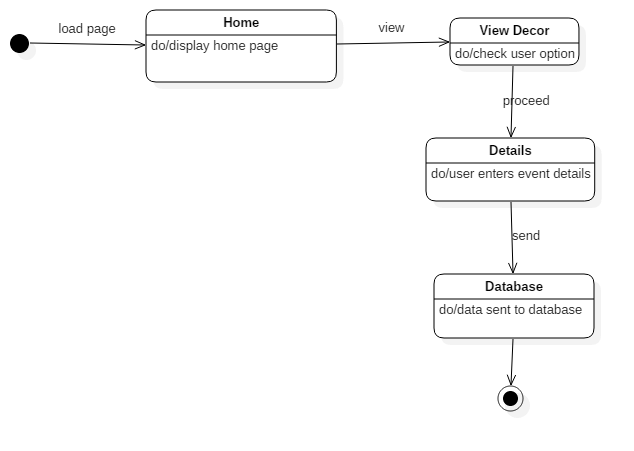 load page
Home
do/display home page
view
View Decor
do/check user option
proceed
Details
do/user enters event details
send
Database
do/data sent to database